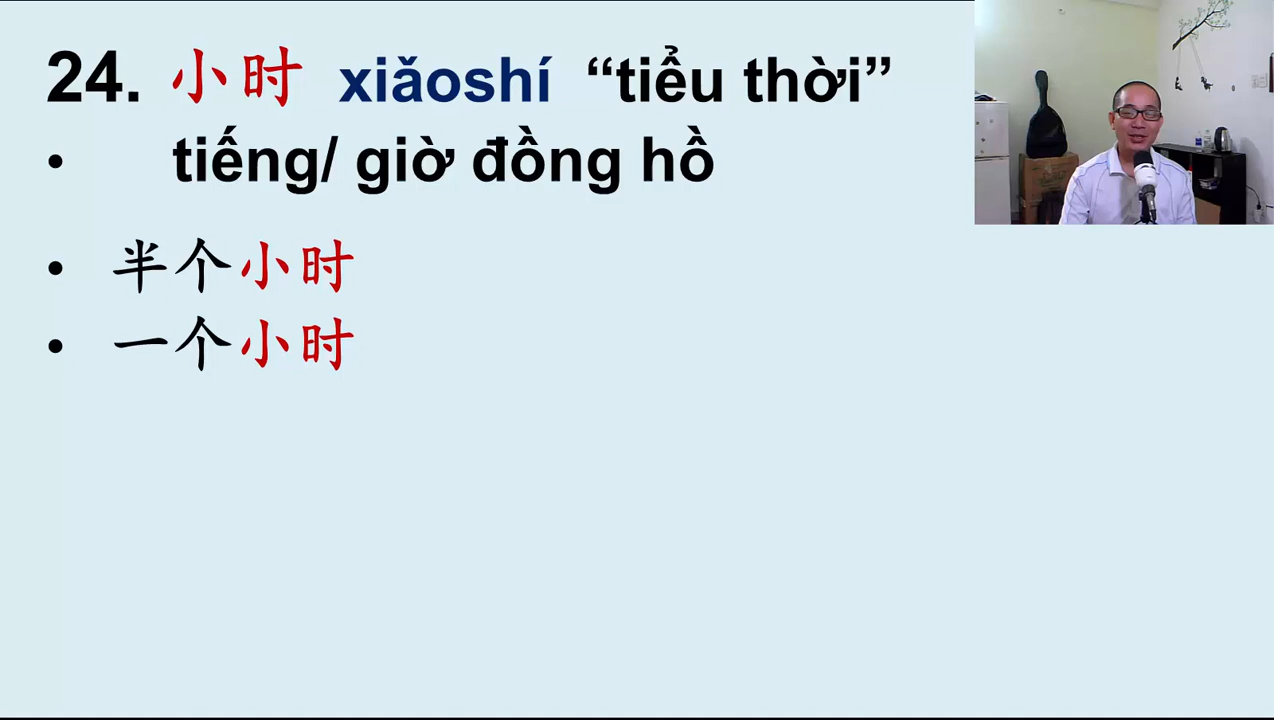 24. 小时 xiǎoshí “tiểu thời”
• tiếng/ giờ đồng hồ
• 半个小时
• 一个小时